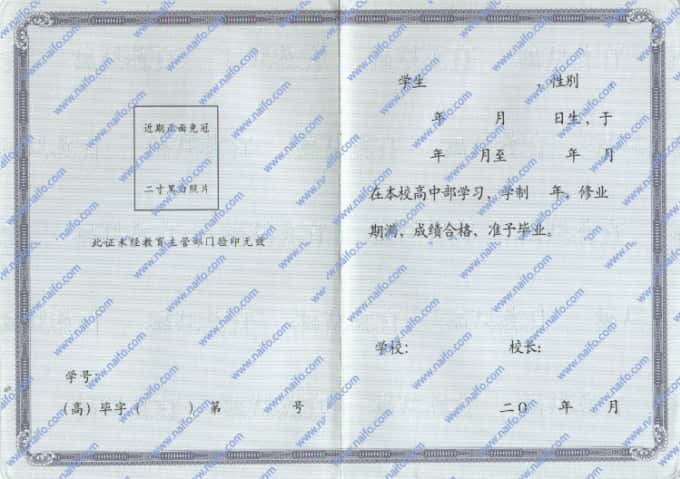 近期正面免冠
二寸黑白照片
此证未经教育主管部门验印无效
学号
（高）毕字（ ）第 号
学生 ，性别
年 月 日生，于
年 月至 年 月
在本校高中部学习，学制 年，修业
期满，成绩合格、准予毕业。
学校： 校长：
二〇 年 月
www.naifo.com